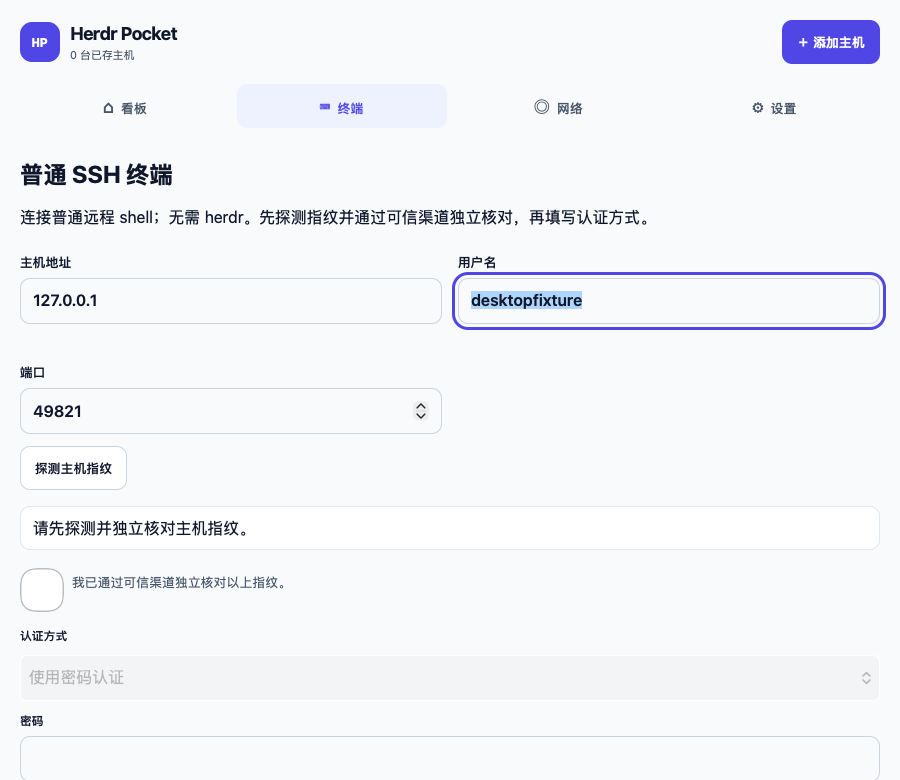 HP
Herdr Pocket
0 台已存主机
+ 添加主机
看板
终端
网络
设置
普通 SSH 终端
连接普通远程 shell；无需 herdr。先探测指纹并通过可信渠道独立核对，再填写认证方式。
主机地址
用户名
127.0.0.1
desktopfixture
端口
49821
探测主机指纹
请先探测并独立核对主机指纹。
我已通过可信渠道独立核对以上指纹。
认证方式
使用密码认证
密码